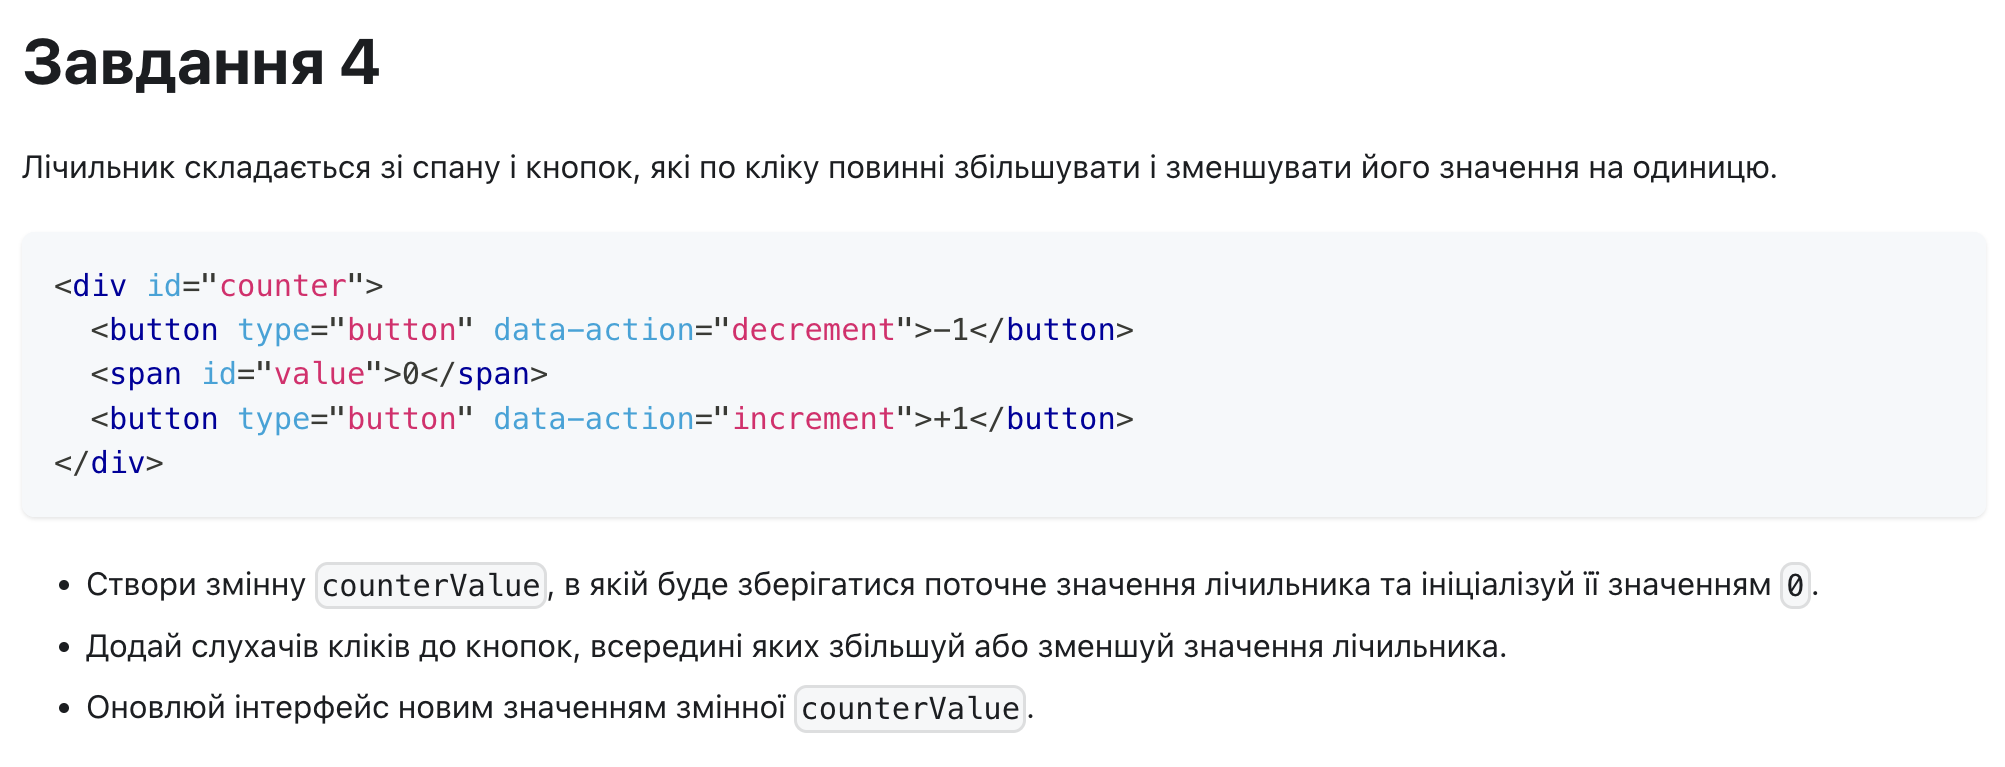 Завдання 4
Лічильник складається зі спану і кнопок, які по кліку повинні збільшувати і зменшувати його значення на одиницю.
<div id="counter">
  <button type="button" data-action="decrement">-1</button>
  <span id="value">0</span>
  <button type="button" data-action="increment">+1</button>
</div>
• Створи змінну counterValue, в якій буде зберігатися поточне значення лічильника та ініціалізуй її значенням 0.
• Додай слухачів кліків до кнопок, всередині яких збільшуй або зменшуй значення лічильника.
• Оновлюй інтерфейс новим значенням змінної counterValue.